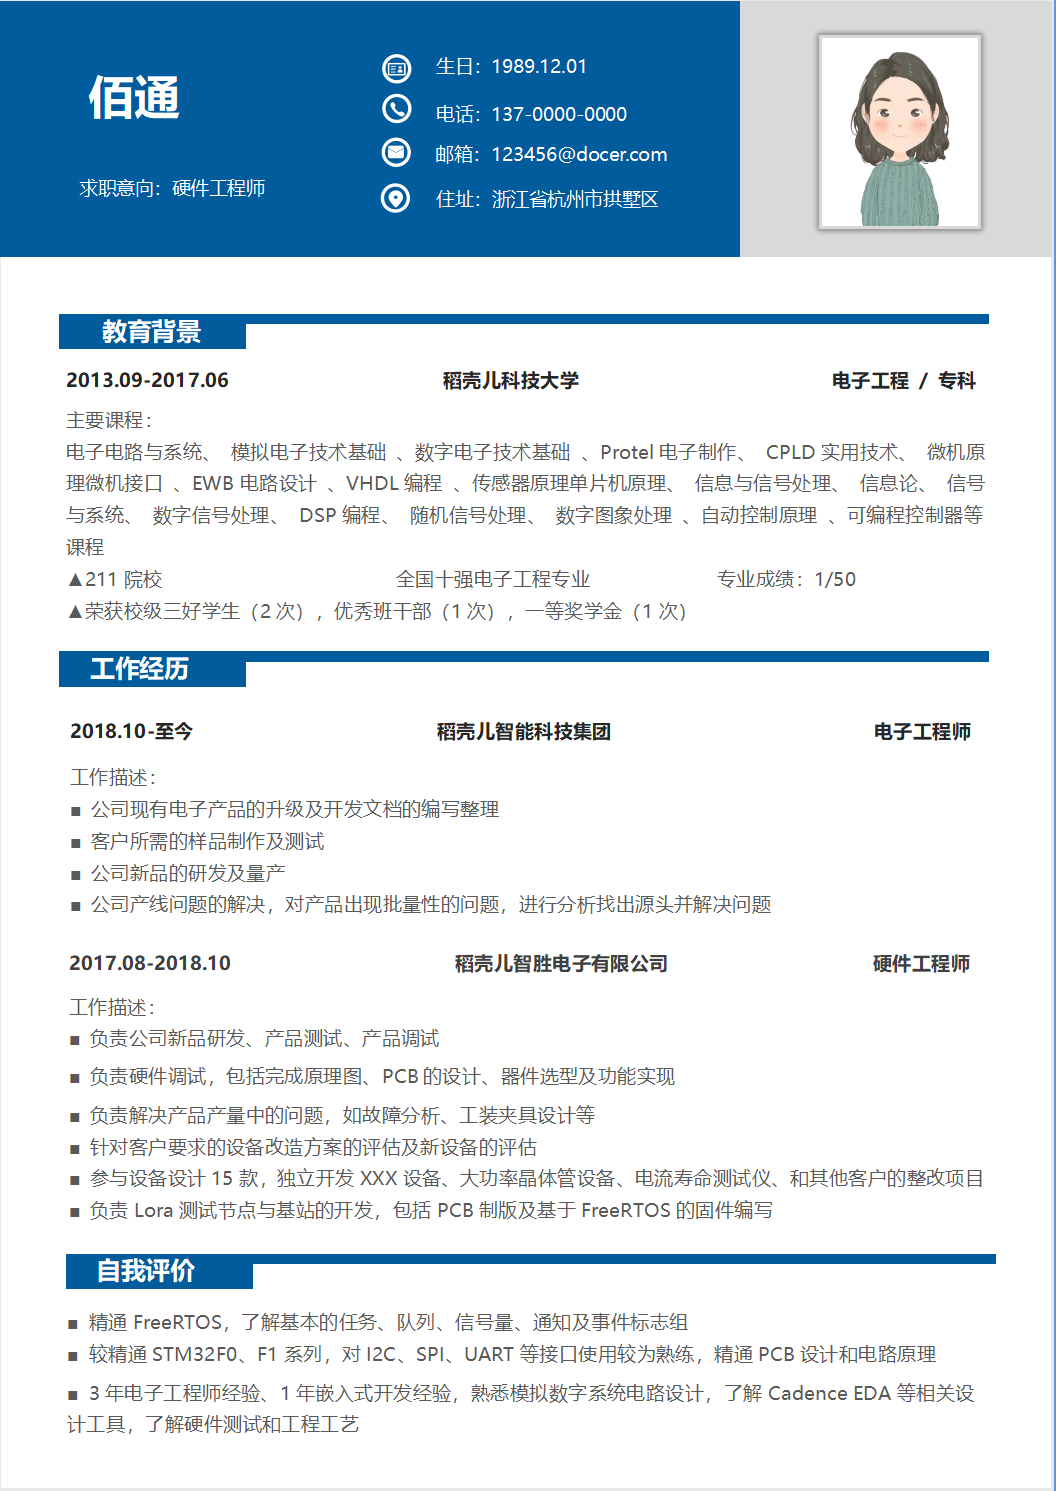 佰通
求职意向：硬件工程师
生日：1989.12.01
电话：137-0000-0000
邮箱：123456@docer.com
住址：浙江省杭州市拱墅区
教育背景
2013.09-2017.06 稻壳儿科技大学 电子工程 / 专科
主要课程：
电子电路与系统、 模拟电子技术基础 、数字电子技术基础 、Protel 电子制作、 CPLD 实用技术、 微机原
理微机接口 、EWB 电路设计 、VHDL 编程 、传感器原理单片机原理、 信息与信号处理、 信息论、 信号
与系统、 数字信号处理、 DSP 编程、 随机信号处理、 数字图象处理 、自动控制原理 、可编程控制器等
课程
▲211 院校 全国十强电子工程专业 专业成绩：1/50
▲荣获校级三好学生（2 次），优秀班干部（1 次），一等奖学金（1 次）
工作经历
2018.10-至今 稻壳儿智能科技集团 电子工程师
工作描述：
■ 公司现有电子产品的升级及开发文档的编写整理
■ 客户所需的样品制作及测试
■ 公司新品的研发及量产
■ 公司产线问题的解决，对产品出现批量性的问题，进行分析找出源头并解决问题
2017.08-2018.10 稻壳儿智胜电子有限公司 硬件工程师
工作描述：
■ 负责公司新品研发、产品测试、产品调试
■ 负责硬件调试，包括完成原理图、PCB 的设计、器件选型及功能实现
■ 负责解决产品产量中的问题，如故障分析、工装夹具设计等
■ 针对客户要求的设备改造方案的评估及新设备的评估
■ 参与设备设计 15 款，独立开发 XXX 设备、大功率晶体管设备、电流寿命测试仪、和其他客户的整改项目
■ 负责 Lora 测试节点与基站的开发，包括 PCB 制版及基于 FreeRTOS 的固件编写
自我评价
■ 精通 FreeRTOS，了解基本的任务、队列、信号量、通知及事件标志组
■ 较精通 STM32F0、F1 系列，对 I2C、SPI、UART 等接口使用较为熟练，精通 PCB 设计和电路原理
■ 3 年电子工程师经验、1 年嵌入式开发经验，熟悉模拟数字系统电路设计，了解 Cadence EDA 等相关设
计工具，了解硬件测试和工程工艺